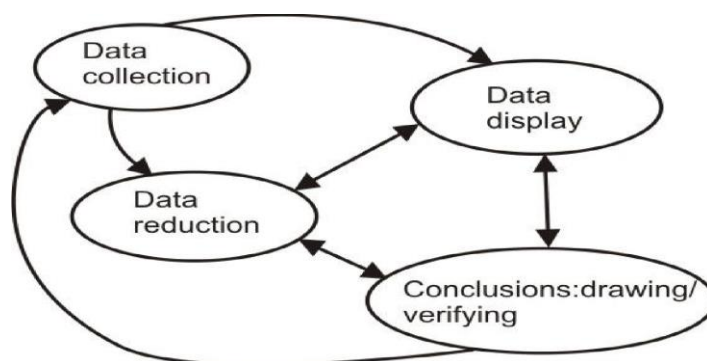 Data
collection
Data
display
Data
reduction
Conclusions:drawing/
verifying